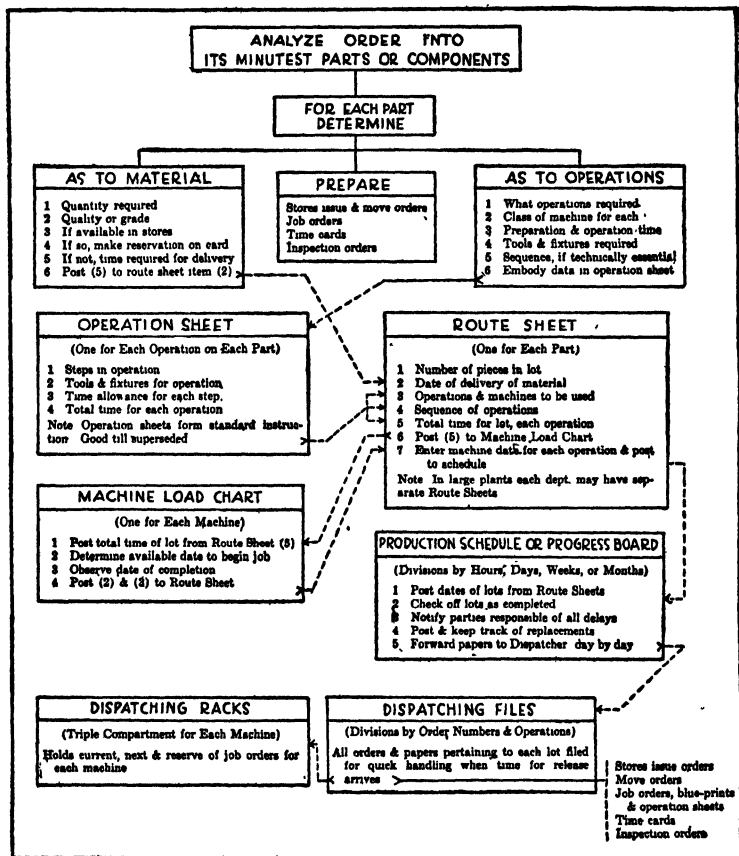 ANALYZE ORDER INTO
ITS MINUTEST PARTS OR COMPONENTS
FOR EACH PART
DETERMINE
AS TO MATERIAL
1 Quantity required
2 Quality or grade
3 If available in stores
4 If so, make reservation on card
5 If not, time required for delivery
6 Post (5) to route sheet item (2)
PREPARE
Stores issue & move orders
Job orders
Time cards
Inspection orders
AS TO OPERATIONS
1 What operations required
2 Class of machine for each
3 Preparation & operation time
4 Tools & fixtures required
5 Sequence, if technically essential
6 Embody data in operation sheet
OPERATION SHEET
(One for Each Operation on Each Part)
1 Steps in operation
2 Tools & fixtures for operation
3 Time allowance for each step.
4 Total time for each operation
Note Operation sheets form standard instruc-
tion Good till superseded
ROUTE SHEET
(One for Each Part)
1 Number of pieces in lot
2 Date of delivery of material
3 Operations & machines to be used
4 Sequence of operations
5 Total time for lot, each operation
6 Post (5) to Machine Load Chart
7 Enter machine date for each operation & post
to schedule
Note In large plants each dept. may have sep-
arate Route Sheets
MACHINE LOAD CHART
(One for Each Machine)
1 Post total time of lot from Route Sheet (5)
2 Determine available date to begin job
3 Observe date of completion
4 Post (2) & (3) to Route Sheet
PRODUCTION SCHEDULE OR PROGRESS BOARD
(Divisions by Hours, Days, Weeks, or Months)
1 Post dates of lots from Route Sheets
2 Check off lots as completed
3 Notify parties responsible of all delays
4 Post & keep track of replacements
5 Forward papers to Dispatcher day by day
DISPATCHING RACKS
(Triple Compartment for Each Machine)
Holds current, next & reserve of job orders for
each machine
DISPATCHING FILES
(Divisions by Order Numbers & Operations)
All orders & papers pertaining to each lot filed
for quick handling when time for release
arrives
Stores issue orders
Move orders
Job orders, blue-prints
& operation sheets
Time cards
Inspection orders